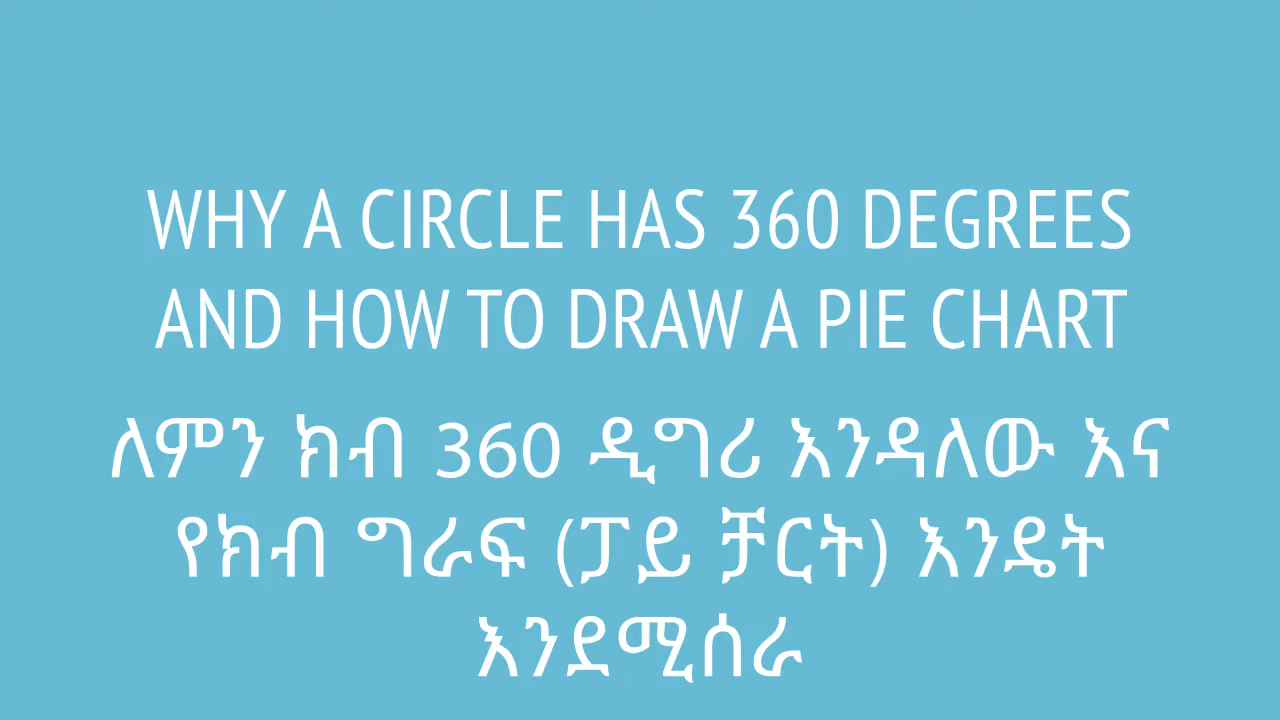 WHY A CIRCLE HAS 360 DEGREES
AND HOW TO DRAW A PIE CHART
ለምን ክብ 360 ዲግሪ እንዳለው እና
የክብ ግራፍ (ፓይ ቻርት) እንዴት
እንደሚሰራ